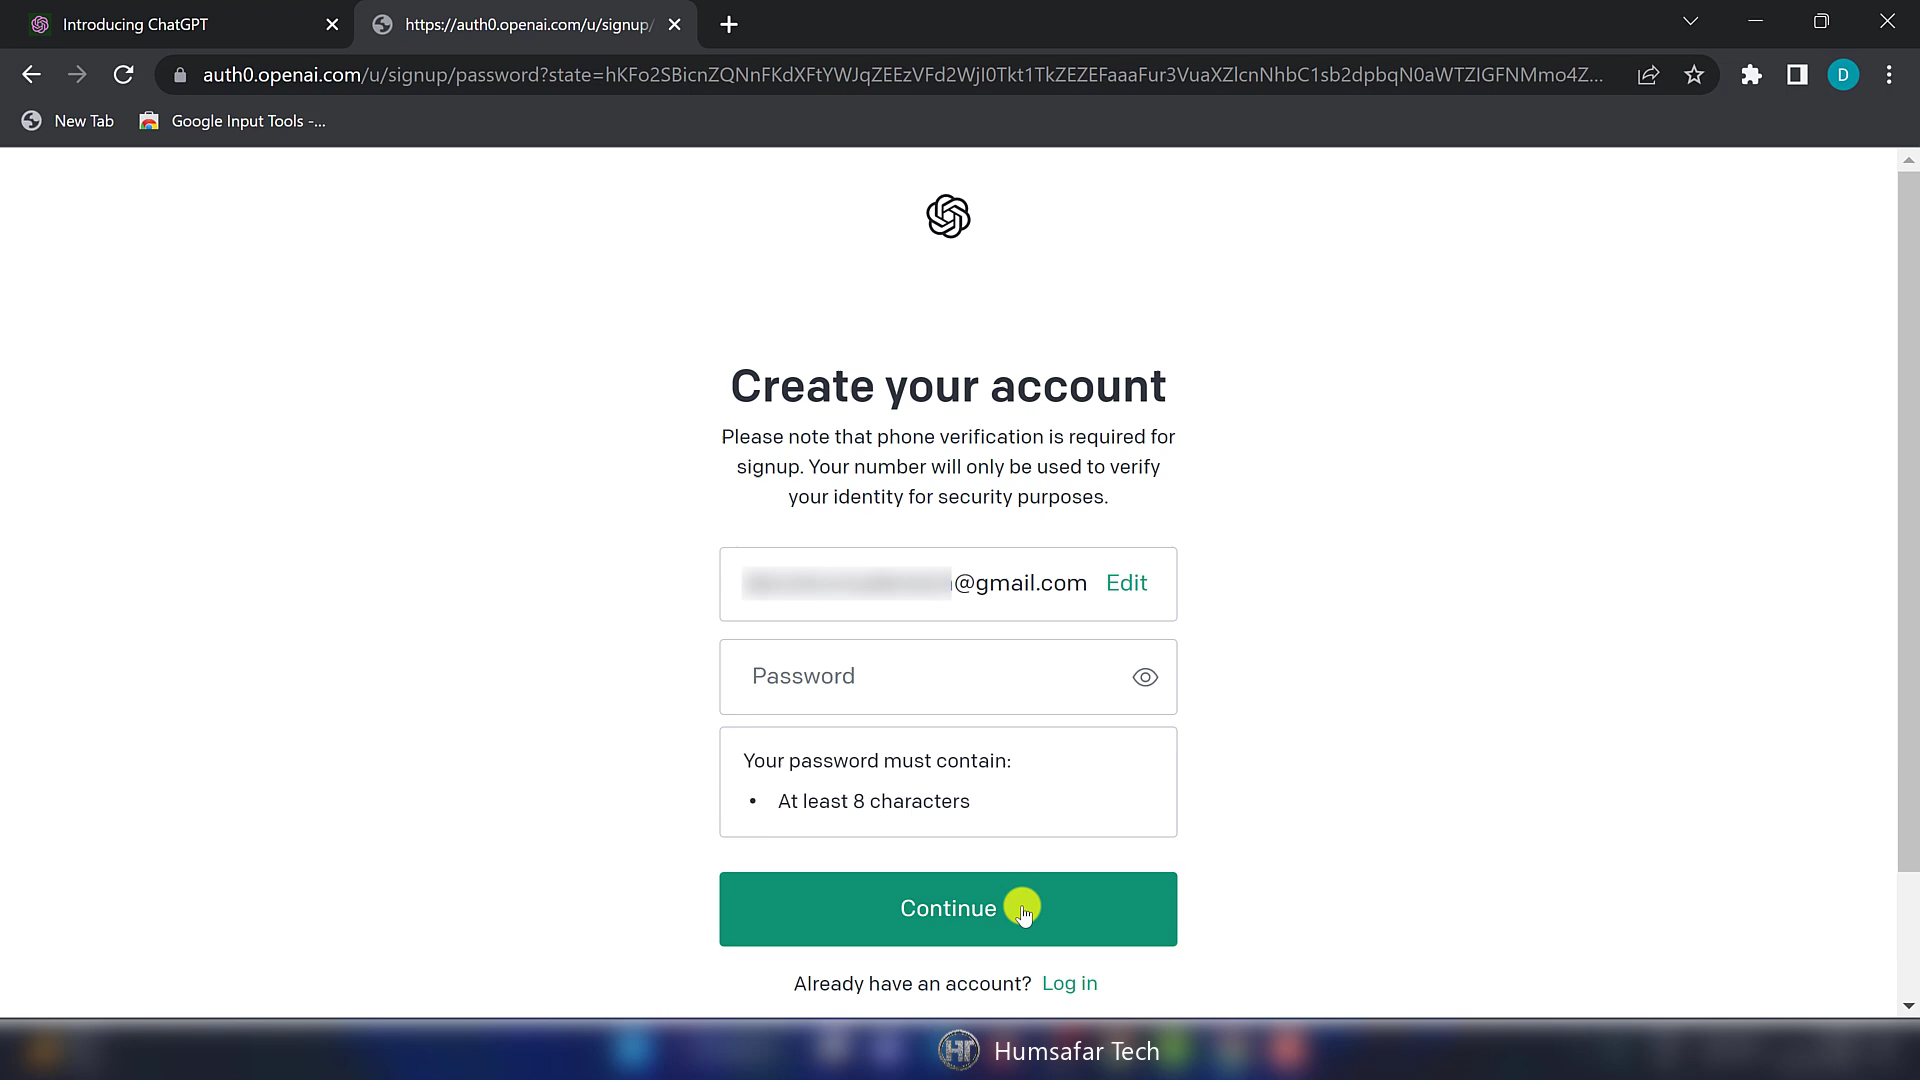 Introducing ChatGPT
https://auth0.openai.com/u/signup/
auth0.openai.com/u/signup/password?state=hKFo2SBicnZQNnFKdXFtYWJqZEEzVFd2WjI0Tkt1TkZEZEFaaaFur3VuaXZlcnNhbC1sb2dpbqN0aWTZIGFNMmo4Z...
D
New Tab
Google Input Tools -...
Create your account
Please note that phone verification is required for
signup. Your number will only be used to verify
your identity for security purposes.
@gmail.com Edit
Password
Your password must contain:
• At least 8 characters
Continue
Already have an account? Log in
HT Humsafar Tech